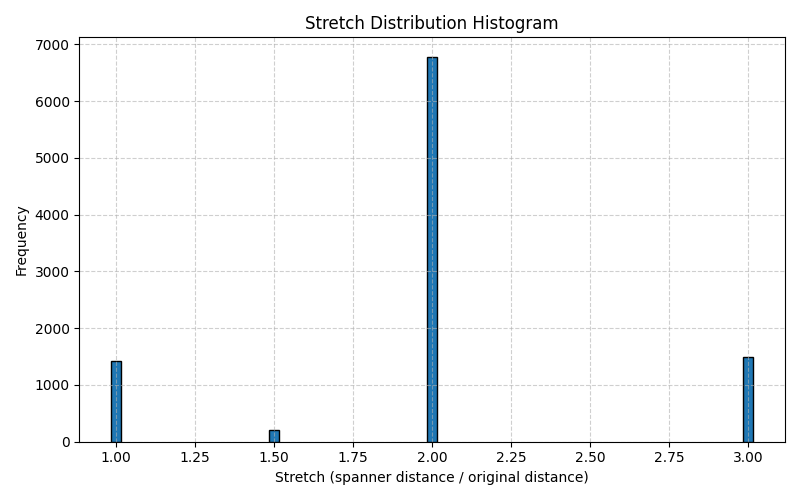 Stretch Distribution Histogram
7000
6000
5000
4000
3000
2000
1000
0
Frequency
1.00 1.25 1.50 1.75 2.00 2.25 2.50 2.75 3.00
Stretch (spanner distance / original distance)